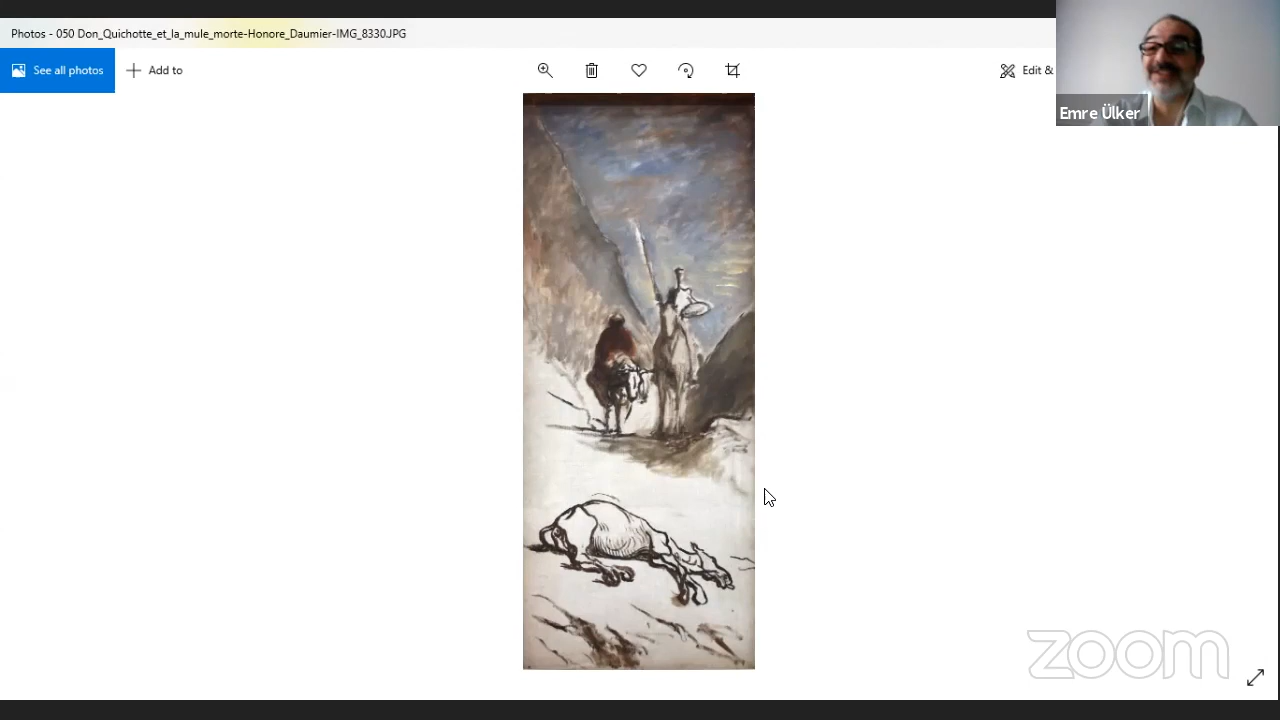 Photos - 050 Don_Quichotte_et_la_mule_morte-Honore_Daumier-IMG_8330.JPG
See all photos
Add to
Edit &
Emre Ülker
zoom